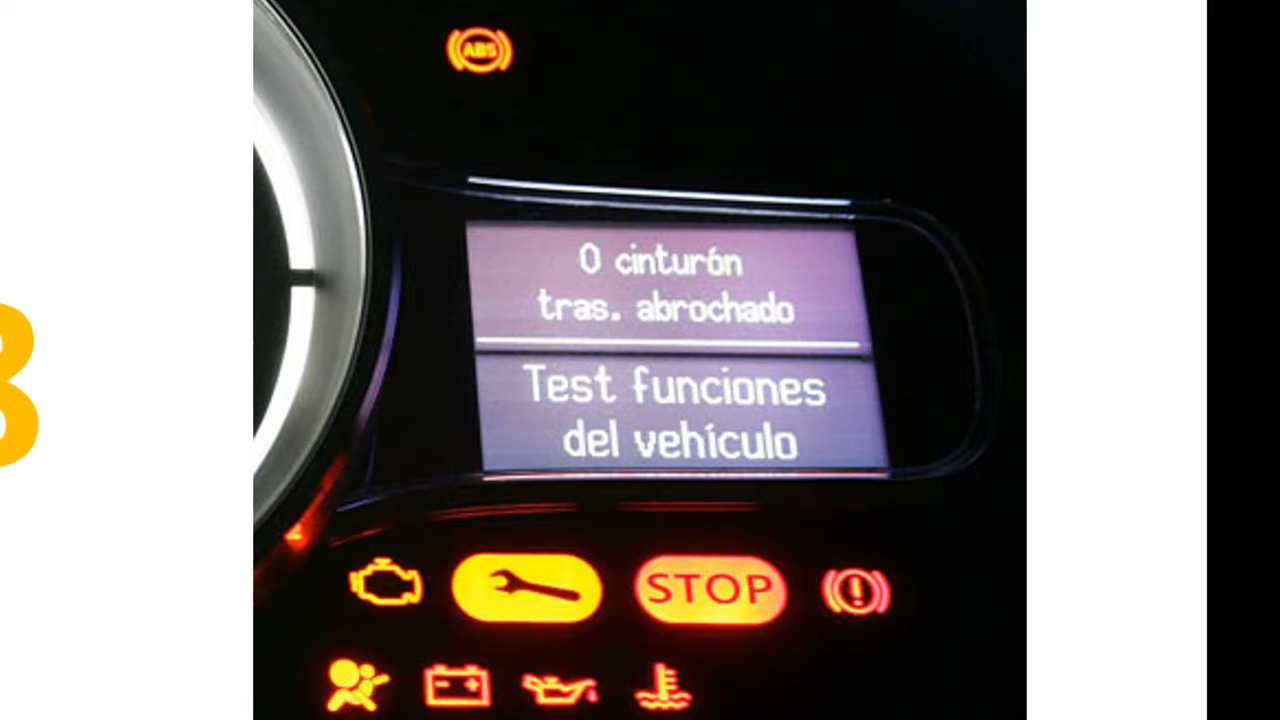 ABS
0 cinturón
tras. abrochado
Test funciones
del vehículo
STOP